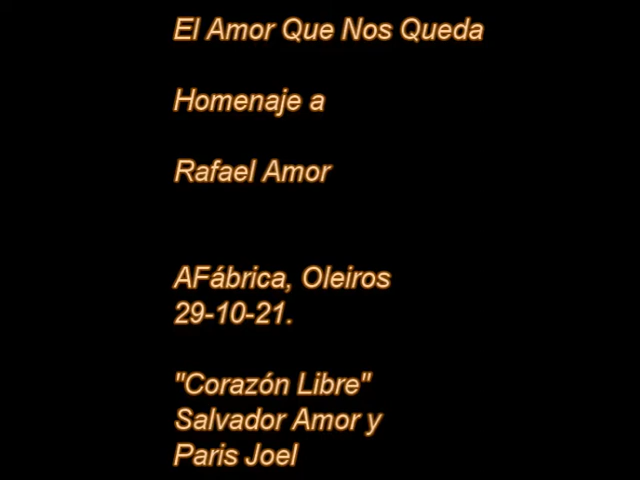 El Amor Que Nos Queda
Homenaje a
Rafael Amor
AFábrica, Oleiros
29-10-21.
"Corazón Libre"
Salvador Amor y
Paris Joel